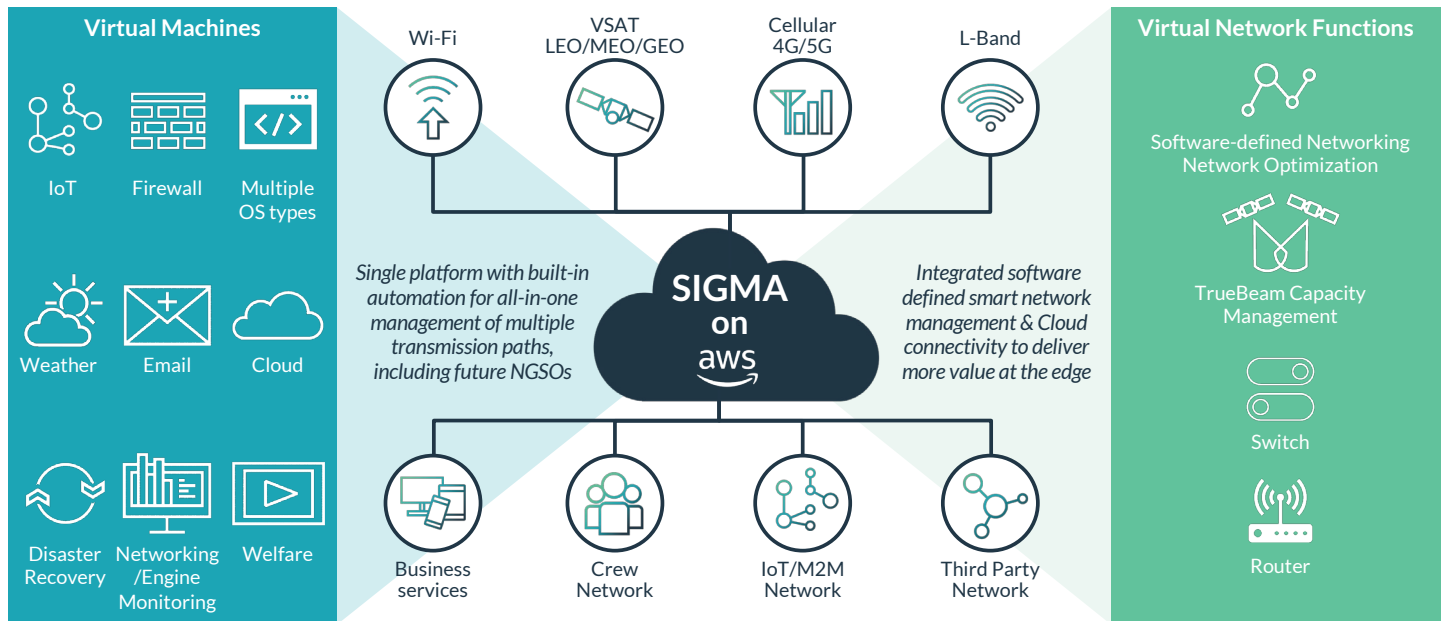 Virtual Machines
IoT
Firewall
Multiple
OS types
Weather
Email
Cloud
Disaster
Recovery
Networking
/Engine
Monitoring
Welfare
Wi-Fi
VSAT
LEO/MEO/GEO
Cellular
4G/5G
L-Band
Single platform with built-in
automation for all-in-one
management of multiple
transmission paths,
including future NGSOs
SIGMA
on
aws
Integrated software
defined smart network
management & Cloud
connectivity to deliver
more value at the edge
Business
services
Crew
Network
IoT/M2M
Network
Third Party
Network
Virtual Network Functions
Software-defined Networking
Network Optimization
TrueBeam Capacity
Management
Switch
Router